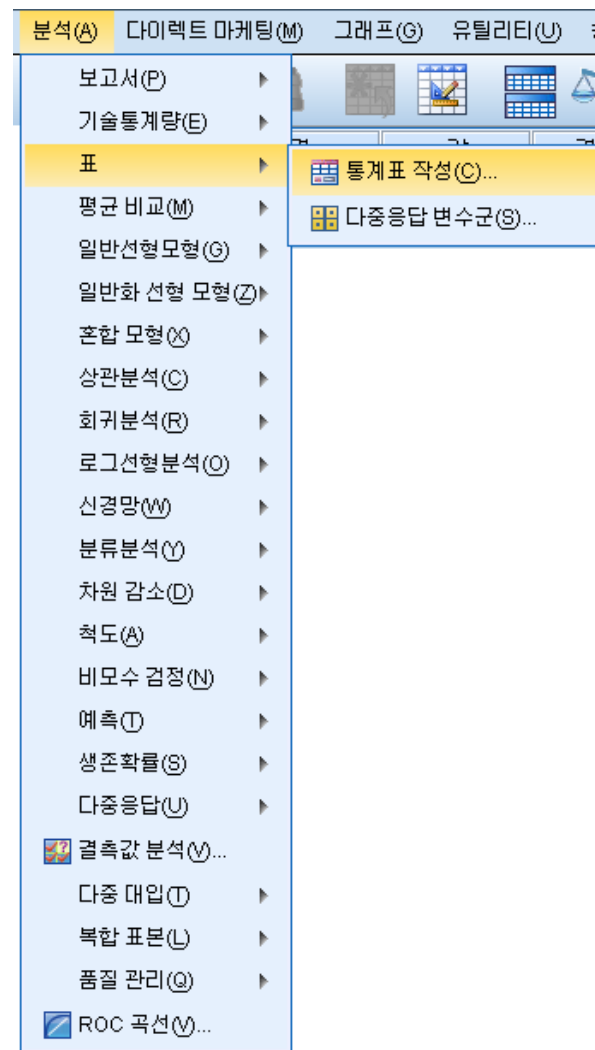 분석(A) 다이렉트 마케팅(M) 그래프(G) 유틸리티(U)
보고서(P)
기술통계량(E)
표
통계표 작성(C)...
평균 비교(M)
다중응답 변수군(S)...
일반선형모형(G)
일반화 선형 모형(Z)
혼합 모형(X)
상관분석(C)
회귀분석(R)
로그선형분석(O)
신경망(W)
분류분석(Y)
차원 감소(D)
척도(A)
비모수 검정(N)
예측(T)
생존확률(S)
다중응답(U)
결측값 분석(V)...
다중 대입(T)
복합 표본(L)
품질 관리(Q)
ROC 곡선(V)...